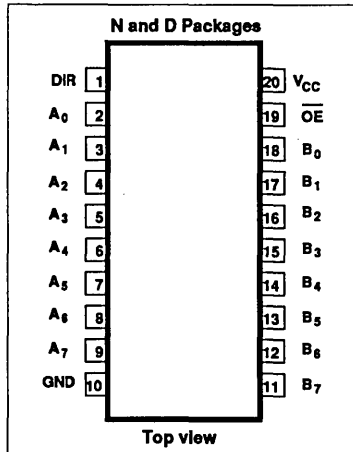 N and D Packages
DIR 1 20 VCC
A0 2 19 OE
A1 3 18 B0
A2 4 17 B1
A3 5 16 B2
A4 6 15 B3
A5 7 14 B4
A6 8 13 B5
A7 9 12 B6
GND 10 11 B7
Top view